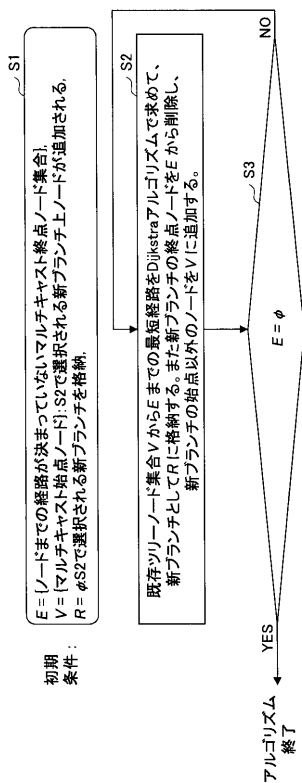 初期
条件：
S1
E = {ノードまでの経路が決まっていないマルチキャスト終点ノード集合},
V = {マルチキャスト始点ノード}: S2で選択される新ブランチ上ノードが追加される,
R = φS2で選択される新ブランチを格納,
S2
既存ツリーノード集合VからEまでの最短経路をDijkstraアルゴリズムで求めて、
新ブランチとしてRに格納する。また新ブランチの終点ノードをEから削除し、
新ブランチの始点以外のノードをVに追加する。
S3
E = φ
NO
YES
アルゴリズム
終了